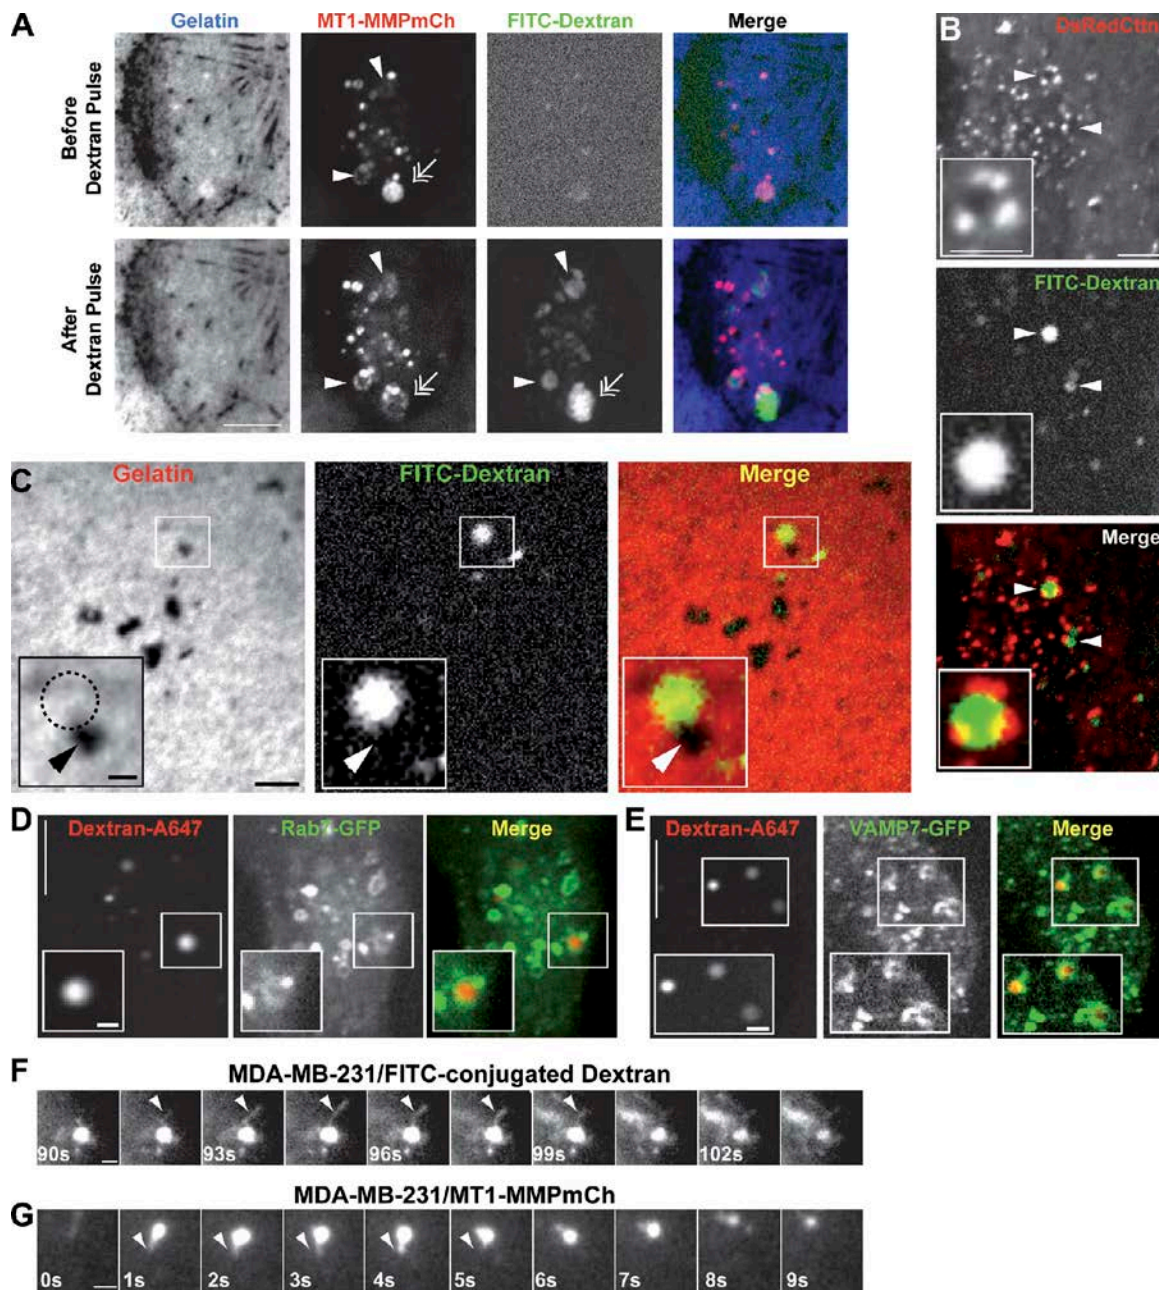 A
Gelatin
MT1-MMPmCh
FITC-Dextran
Merge
Before
Dextran Pulse
After
Dextran Pulse
B
DsRedCttn
FITC-Dextran
Merge
C
Gelatin
FITC-Dextran
Merge
D
Dextran-A647
Rab7-GFP
Merge
E
Dextran-A647
VAMP7-GFP
Merge
F
MDA-MB-231/FITC-conjugated Dextran
90s
93s
96s
99s
102s
MDA-MB-231/MT1-MMPmCh
G
0s
1s
2s
3s
4s
5s
6s
7s
8s
9s